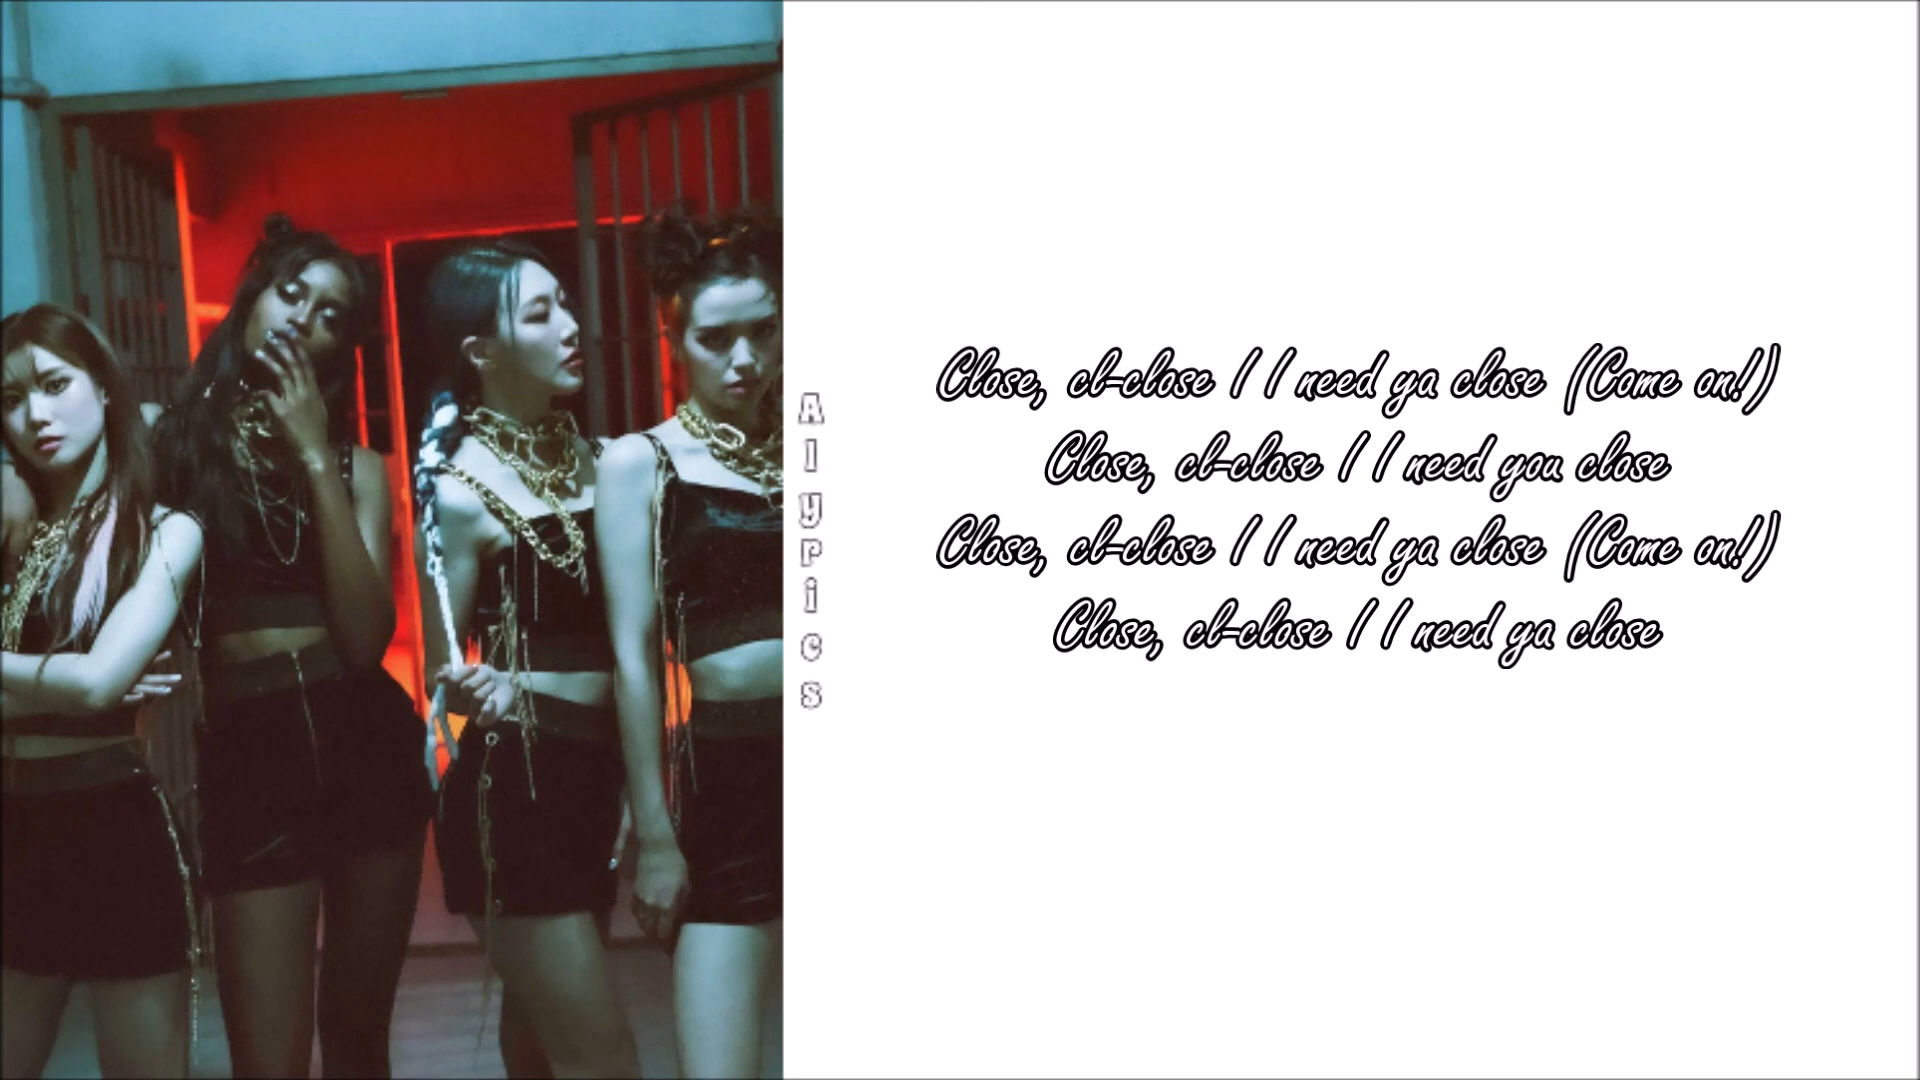 Alypics
Close, cl-close I I need ya close (Come on!)
Close, cl-close I I need you close
Close, cl-close I I need ya close (Come on!)
Close, cl-close I I need ya close